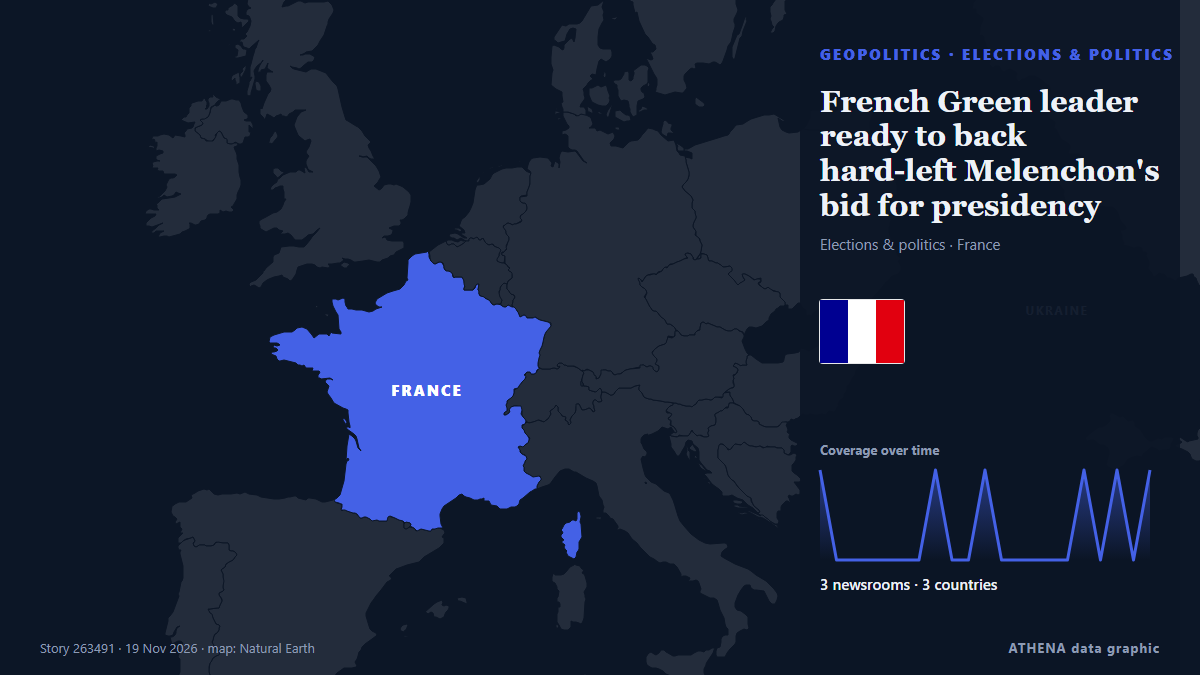 GEOPOLITICS · ELECTIONS & POLITICS
French Green leader
ready to back
hard-left Melenchon's
bid for presidency
Elections & politics · France
UKRAINE
FRANCE
Coverage over time
3 newsrooms · 3 countries
Story 263491 · 19 Nov 2026 · map: Natural Earth
ATHENA data graphic